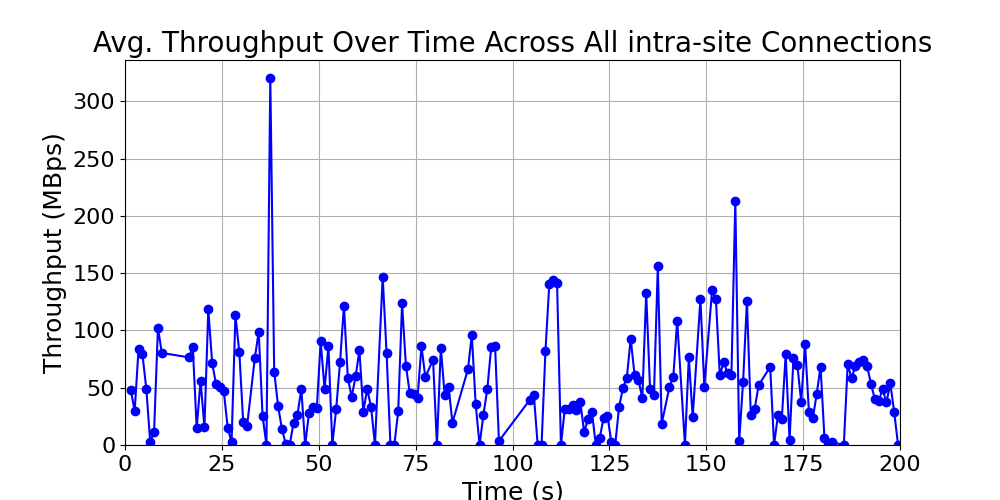 Avg. Throughput Over Time Across All intra-site Connections
Throughput (MBps)
300
250
200
150
100
50
0
0 25 50 75 100 125 150 175 200
Time (s)